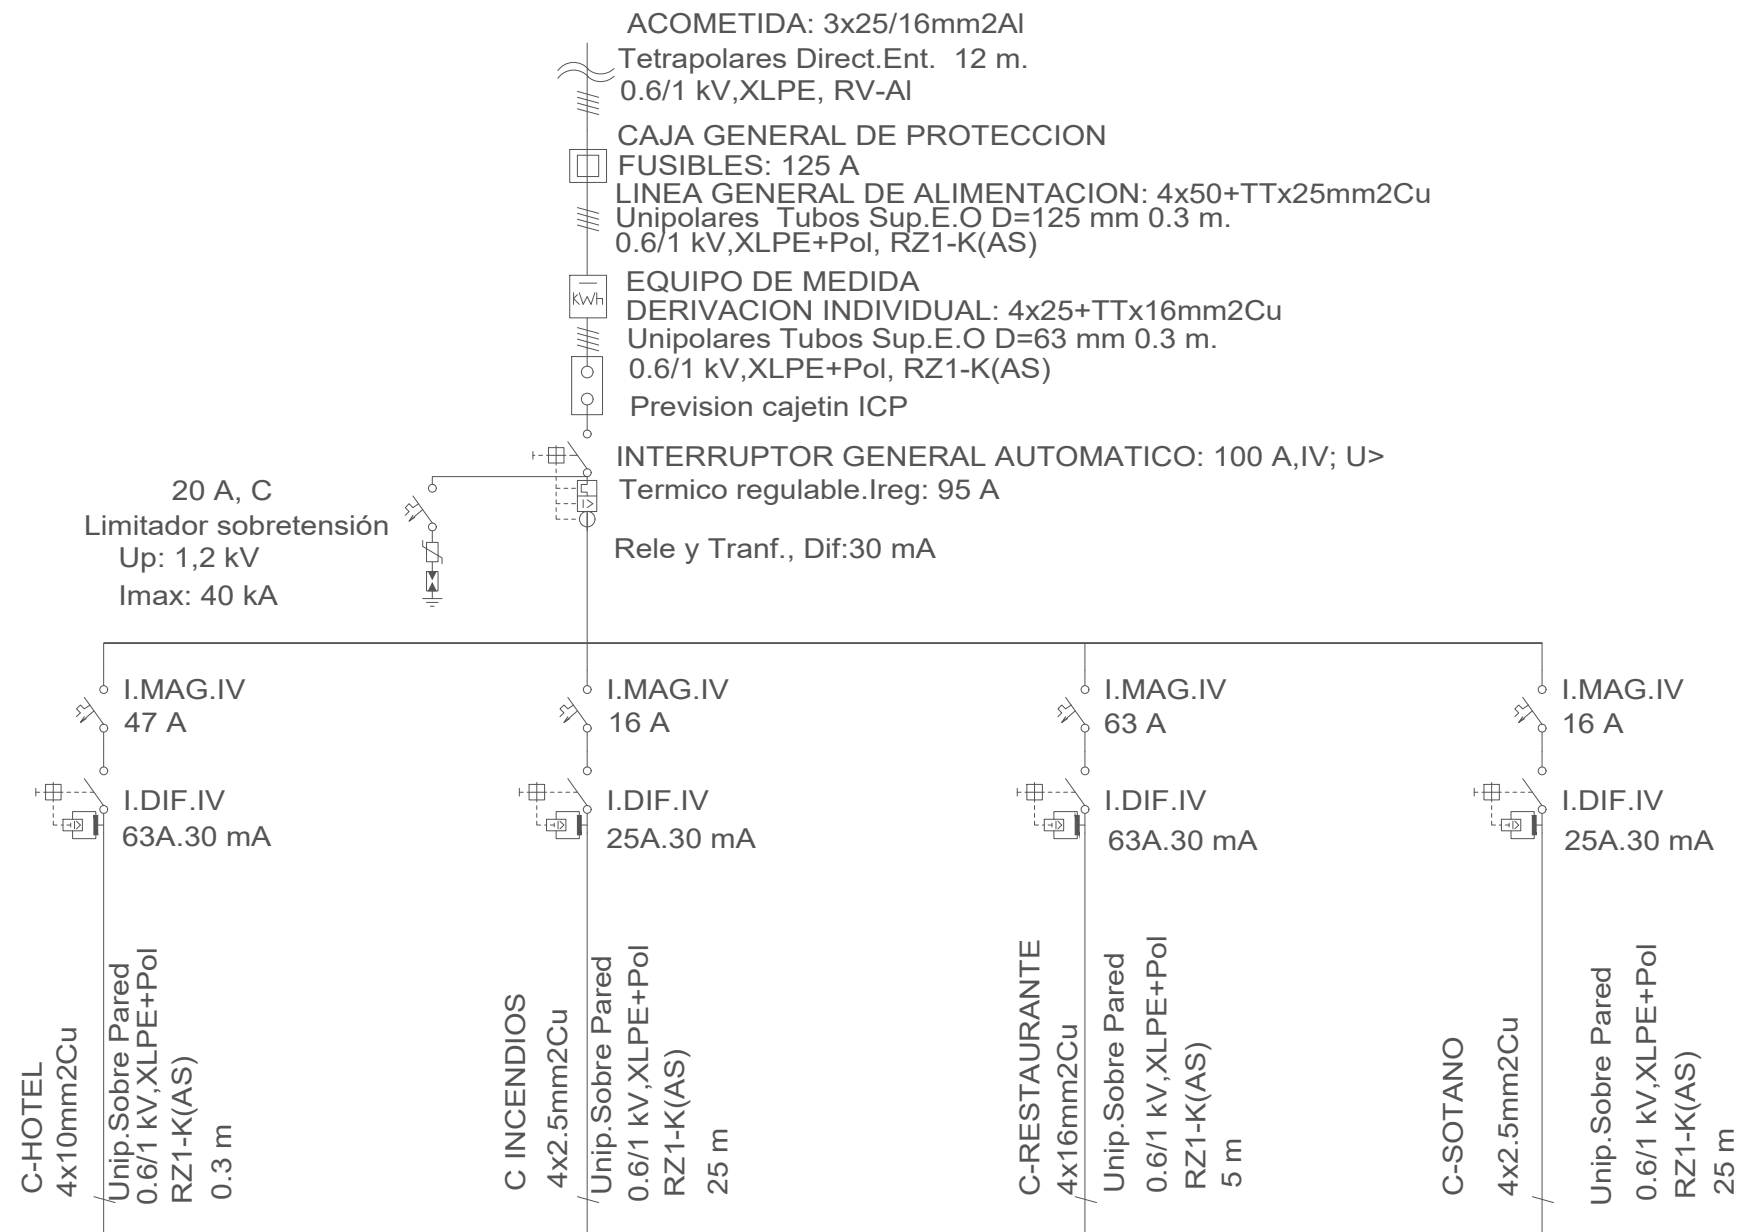 ACOMETIDA: 3x25/16mm2Al
Tetrapolares Direct.Ent. 12 m.
0.6/1 kV,XLPE, RV-Al
CAJA GENERAL DE PROTECCION
FUSIBLES: 125 A
LINEA GENERAL DE ALIMENTACION: 4x50+TTx25mm2Cu
Unipolares Tubos Sup.E.O D=125 mm 0.3 m.
0.6/1 kV,XLPE+Pol, RZ1-K(AS)
kWh
EQUIPO DE MEDIDA
DERIVACION INDIVIDUAL: 4x25+TTx16mm2Cu
Unipolares Tubos Sup.E.O D=63 mm 0.3 m.
0.6/1 kV,XLPE+Pol, RZ1-K(AS)
Prevision cajetin ICP
INTERRUPTOR GENERAL AUTOMATICO: 100 A,IV; U>
Termico regulable.Ireg: 95 A
I>
Rele y Tranf., Dif:30 mA
20 A, C
Limitador sobretensión
Up: 1,2 kV
Imax: 40 kA
I.MAG.IV
47 A
I.DIF.IV
63A.30 mA
C-HOTEL
4x10mm2Cu
Unip.Sobre Pared
0.6/1 kV,XLPE+Pol
RZ1-K(AS)
0.3 m
I.MAG.IV
16 A
I.DIF.IV
25A.30 mA
C INCENDIOS
4x2.5mm2Cu
Unip.Sobre Pared
0.6/1 kV,XLPE+Pol
RZ1-K(AS)
25 m
I.MAG.IV
63 A
I.DIF.IV
63A.30 mA
C-RESTAURANTE
4x16mm2Cu
Unip.Sobre Pared
0.6/1 kV,XLPE+Pol
RZ1-K(AS)
5 m
I.MAG.IV
16 A
I.DIF.IV
25A.30 mA
C-SOTANO
4x2.5mm2Cu
Unip.Sobre Pared
0.6/1 kV,XLPE+Pol
RZ1-K(AS)
25 m